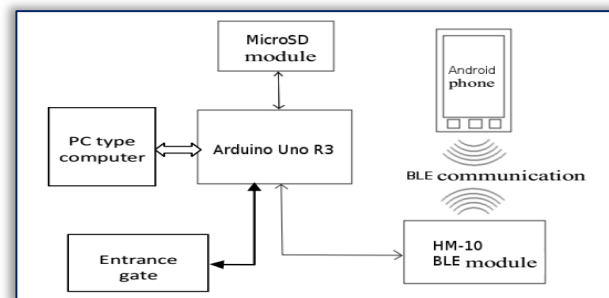 MicroSD
module
Android
phone
PC type
computer
Arduino Uno R3
BLE communication
Entrance
gate
HM-10
BLE module